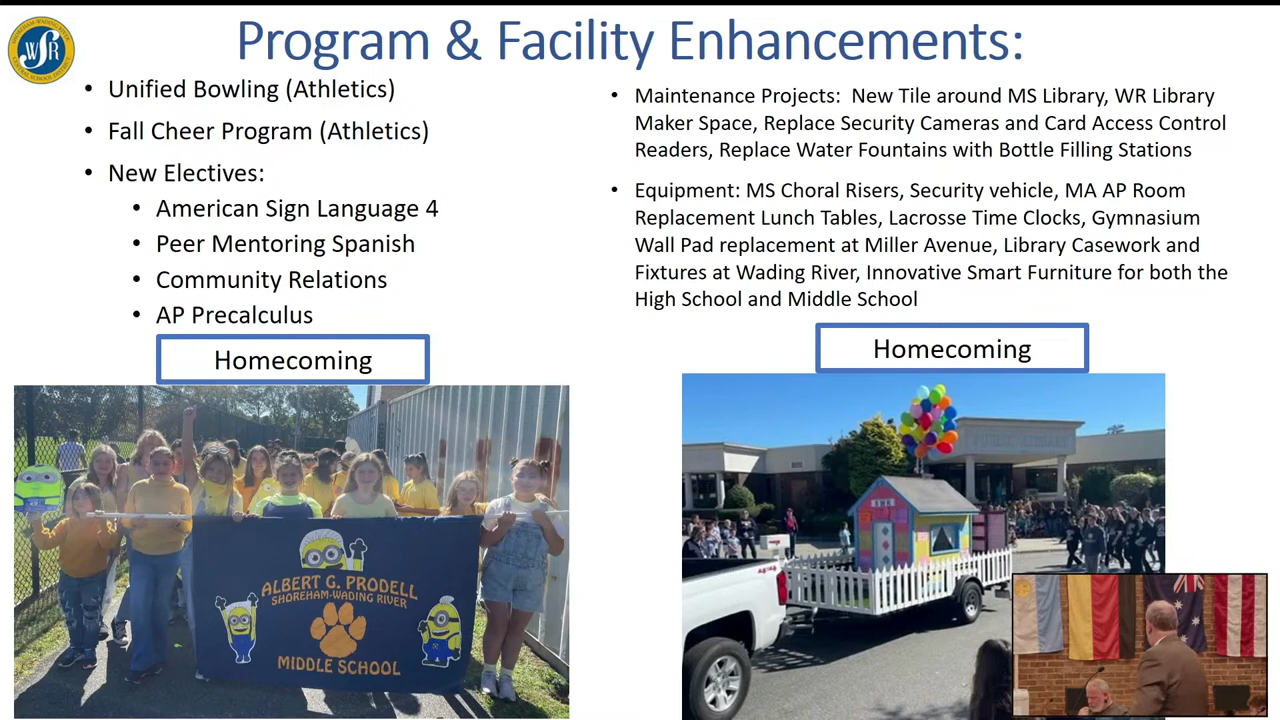 Program & Facility Enhancements:
WSR
• Unified Bowling (Athletics)
• Fall Cheer Program (Athletics)
• New Electives:
• American Sign Language 4
• Peer Mentoring Spanish
• Community Relations
• AP Precalculus
• Maintenance Projects: New Tile around MS Library, WR Library
Maker Space, Replace Security Cameras and Card Access Control
Readers, Replace Water Fountains with Bottle Filling Stations
• Equipment: MS Choral Risers, Security vehicle, MA AP Room
Replacement Lunch Tables, Lacrosse Time Clocks, Gymnasium
Wall Pad replacement at Miller Avenue, Library Casework and
Fixtures at Wading River, Innovative Smart Furniture for both the
High School and Middle School
Homecoming
Homecoming
ALBERT G. PRODELL
SHOREHAM-WADING RIVER
MIDDLE SCHOOL